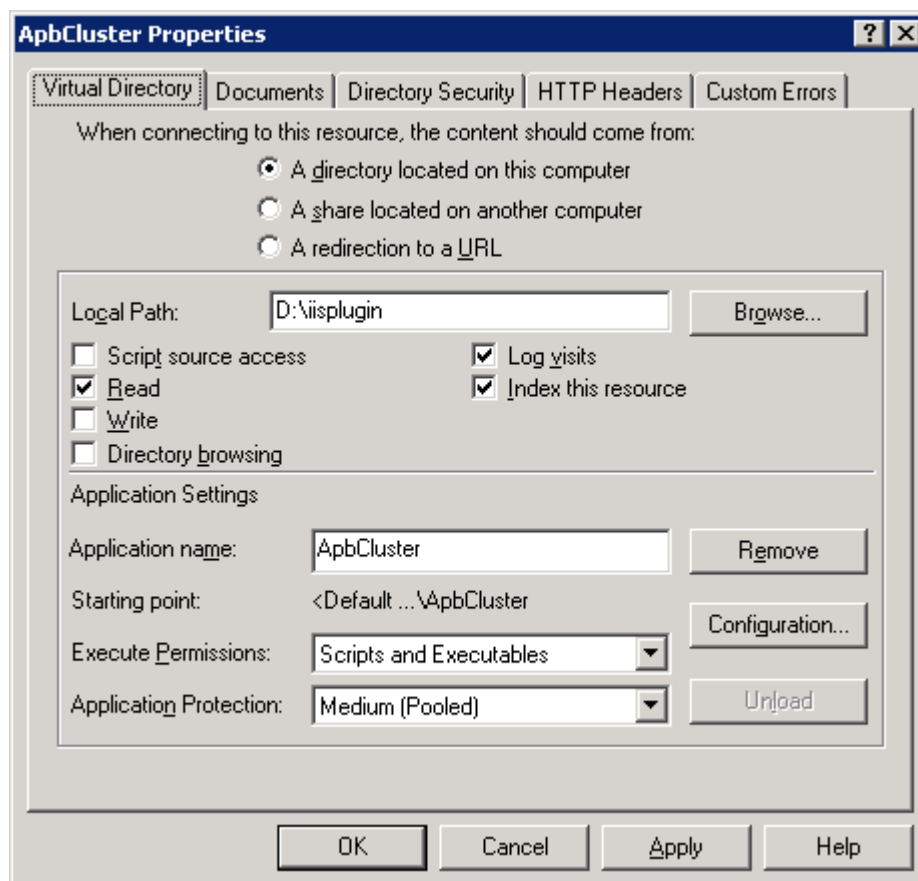 ApbCluster Properties
Virtual Directory Documents Directory Security HTTP Headers Custom Errors
When connecting to this resource, the content should come from:
A directory located on this computer
A share located on another computer
A redirection to a URL
Local Path: D:\iisplugin Browse...
Script source access Log visits
Read Index this resource
Write
Directory browsing
Application Settings
Application name: ApbCluster Remove
Starting point: <Default ...\ApbCluster
Configuration...
Execute Permissions: Scripts and Executables
Application Protection: Medium (Pooled) Unload
OK Cancel Apply Help